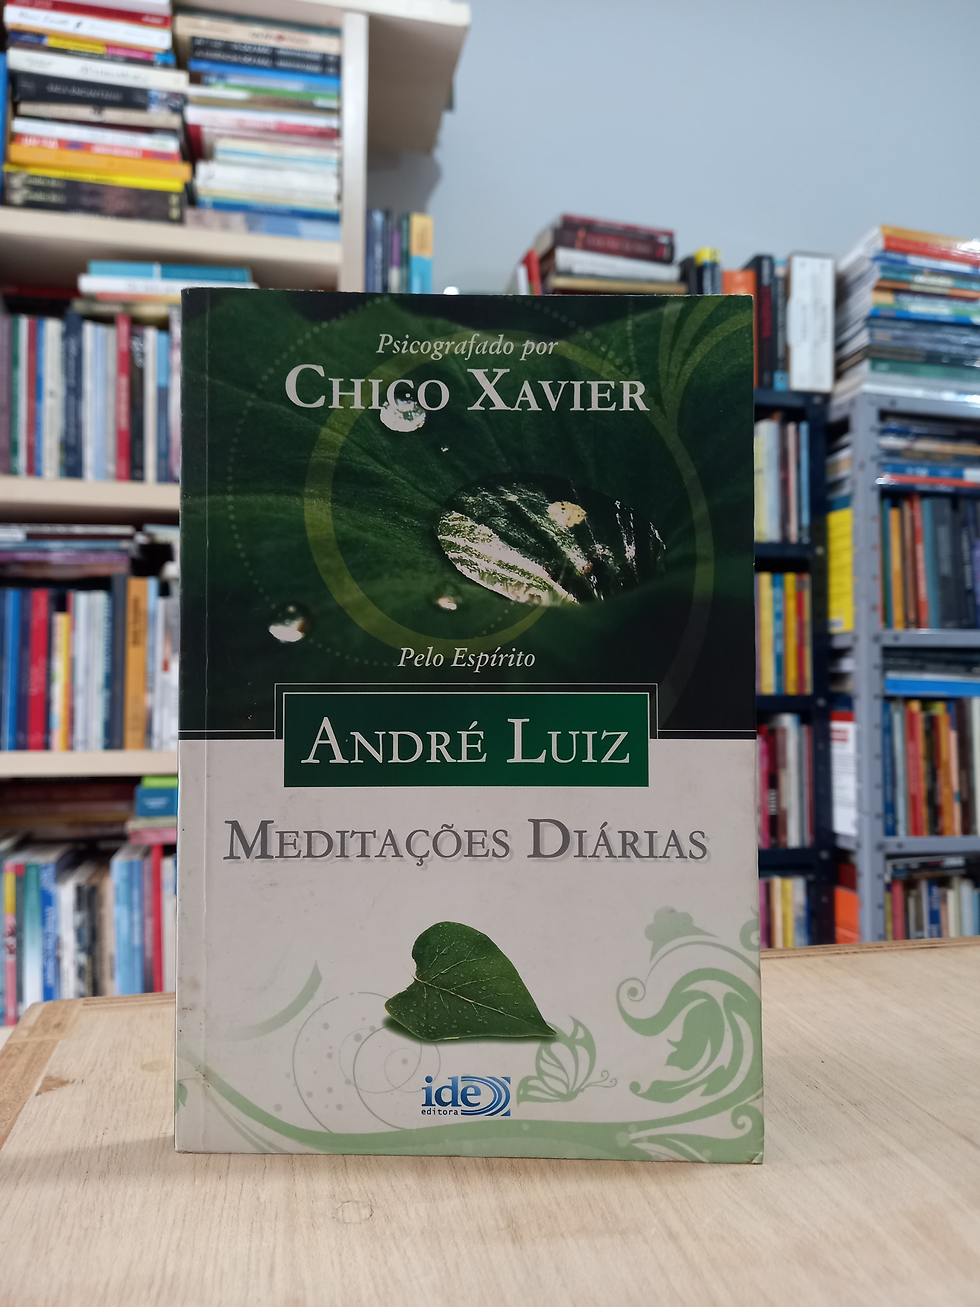 Psicografado por
CHICO XAVIER
Pelo Espírito
ANDRÉ LUIZ
MEDITAÇÕES DIÁRIAS
ide
editora